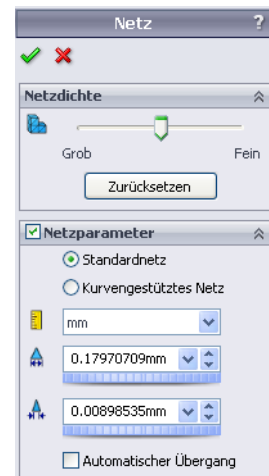 Netz ?
Netzdichte
Grob Fein
Zurücksetzen
Netzparameter
Standardnetz
Kurvengestütztes Netz
mm
0.17970709mm
0.00898535mm
Automatischer Übergang